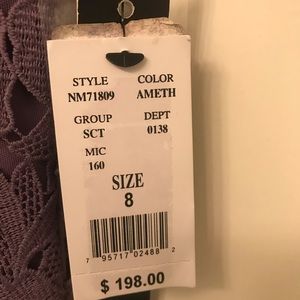 STYLE COLOR
NM71809 AMETH
GROUP DEPT
SCT 0138
MIC
160
SIZE
8
7 95717 02488 2
$ 198.00